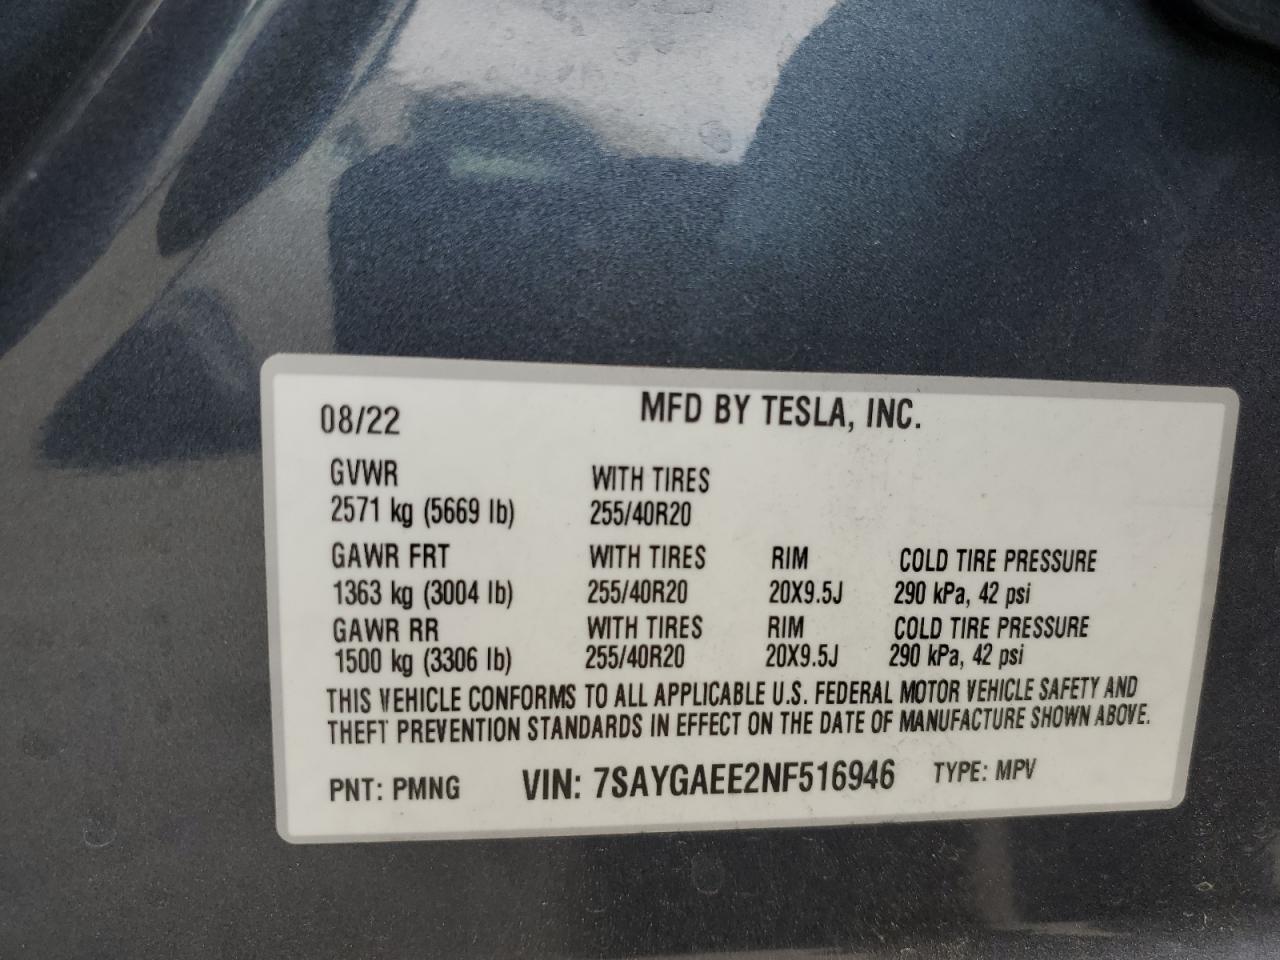 08/22 MFD BY TESLA, INC.
GVWR WITH TIRES
2571 kg (5669 lb) 255/40R20
GAWR FRT WITH TIRES RIM COLD TIRE PRESSURE
1363 kg (3004 lb) 255/40R20 20X9.5J 290 kPa, 42 psi
GAWR RR WITH TIRES RIM COLD TIRE PRESSURE
1500 kg (3306 lb) 255/40R20 20X9.5J 290 kPa, 42 psi
THIS VEHICLE CONFORMS TO ALL APPLICABLE U.S. FEDERAL MOTOR VEHICLE SAFETY AND
THEFT PREVENTION STANDARDS IN EFFECT ON THE DATE OF MANUFACTURE SHOWN ABOVE.
PNT: PMNG VIN: 7SAYGAEE2NF516946 TYPE: MPV